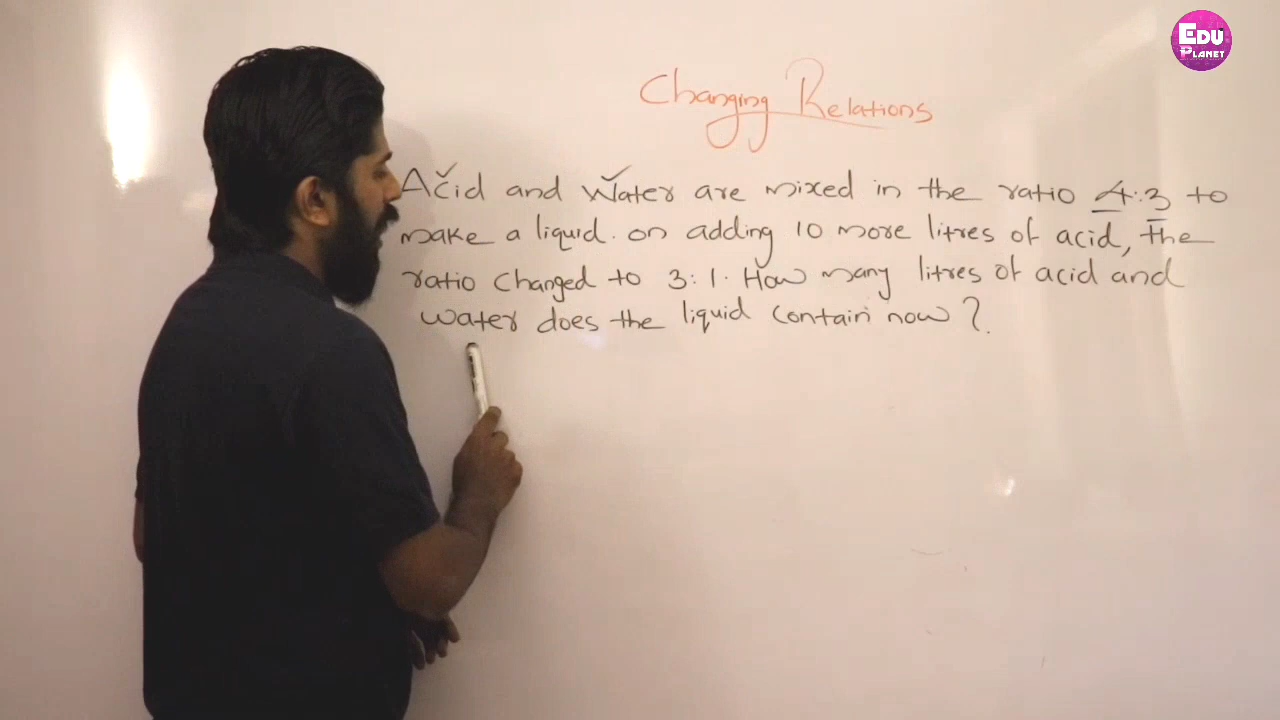 EDU
PLANET
Changing Relations
Acid and Water are mixed in the ratio 4:3 to
make a liquid. on adding 10 more litres of acid, the
ratio changed to 3:1. How many litres of acid and
water does the liquid contain now?